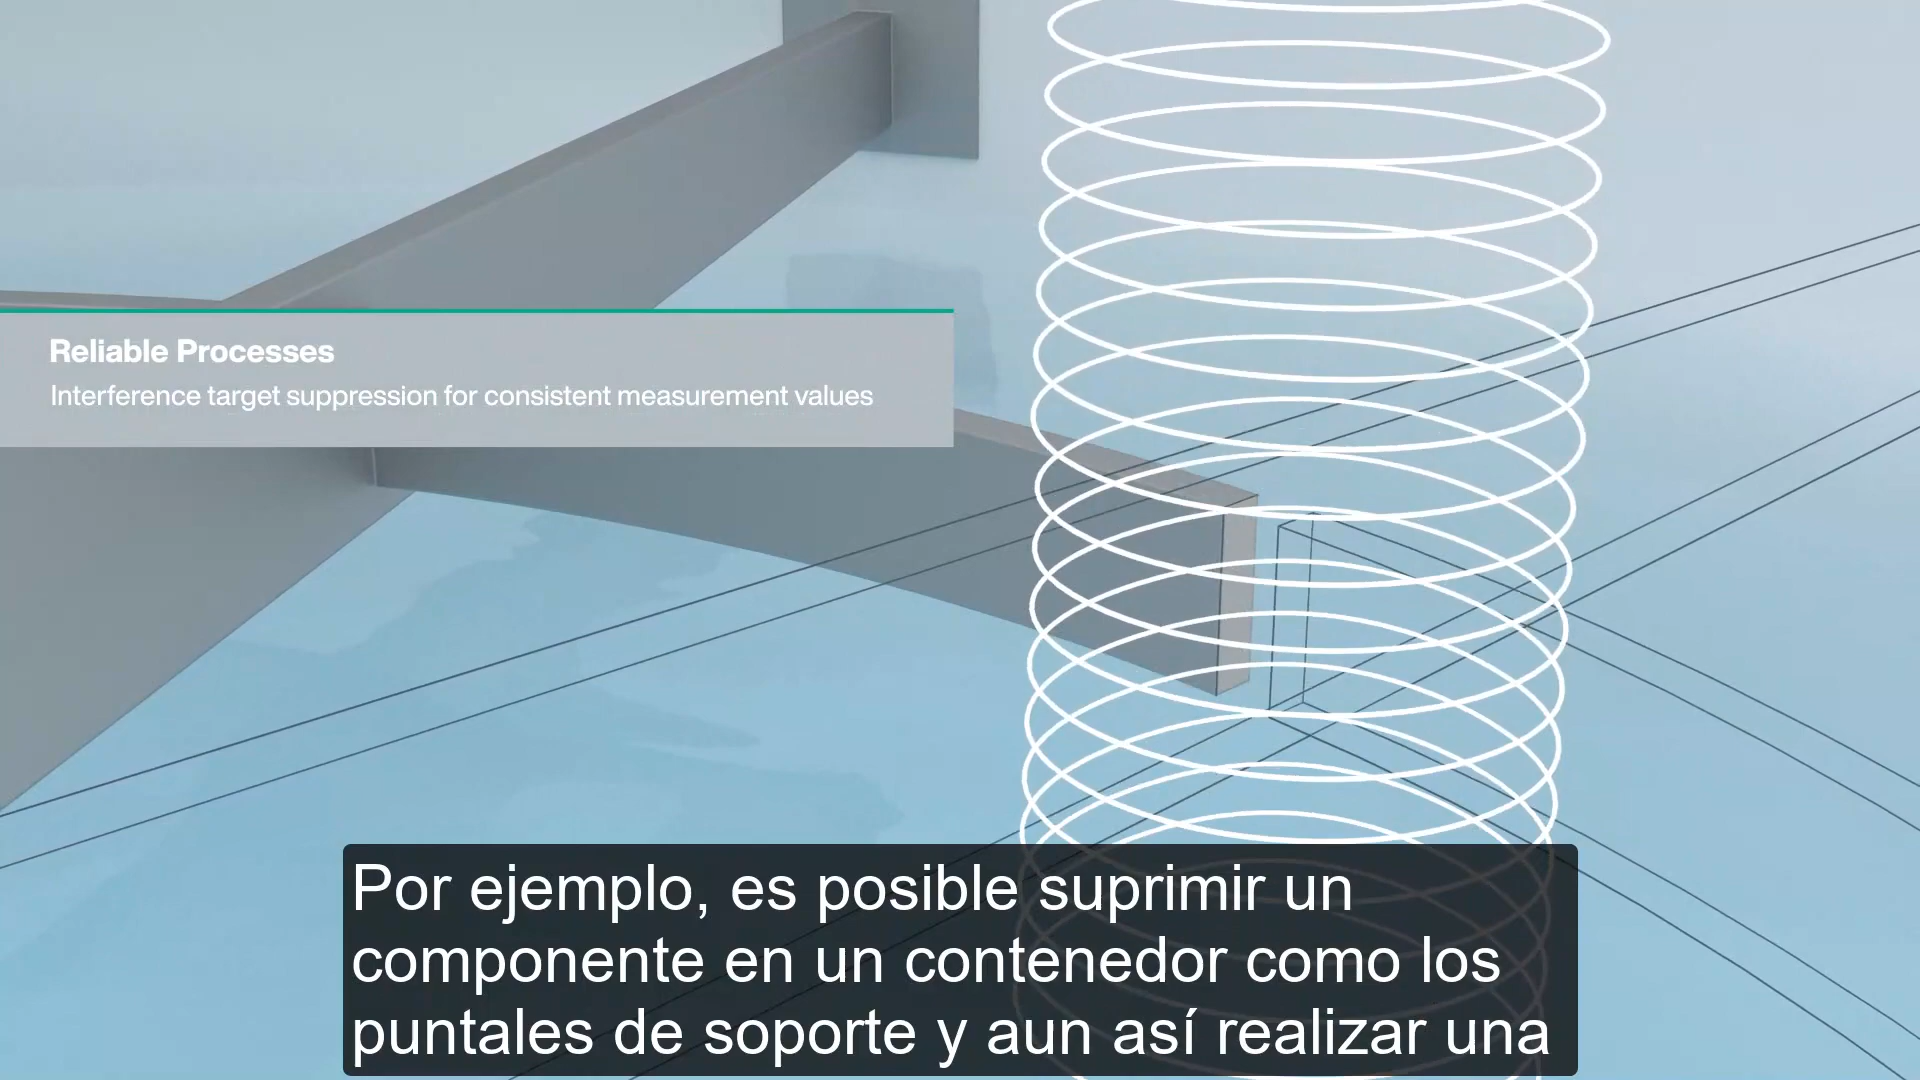 Reliable Processes
Interference target suppression for consistent measurement values
Por ejemplo, es posible suprimir un
componente en un contenedor como los
puntales de soporte y aun así realizar una